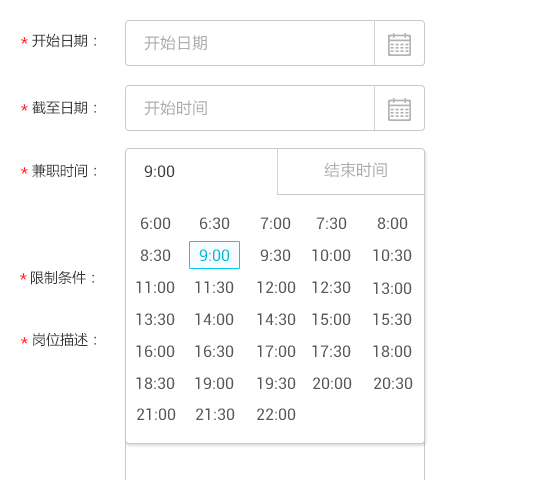 * 开始日期： 开始日期
* 截至日期： 开始时间
* 兼职时间： 9:00 结束时间
6:00 6:30 7:00 7:30 8:00
8:30 9:00 9:30 10:00 10:30
* 限制条件：
11:00 11:30 12:00 12:30 13:00
13:30 14:00 14:30 15:00 15:30
* 岗位描述：
16:00 16:30 17:00 17:30 18:00
18:30 19:00 19:30 20:00 20:30
21:00 21:30 22:00